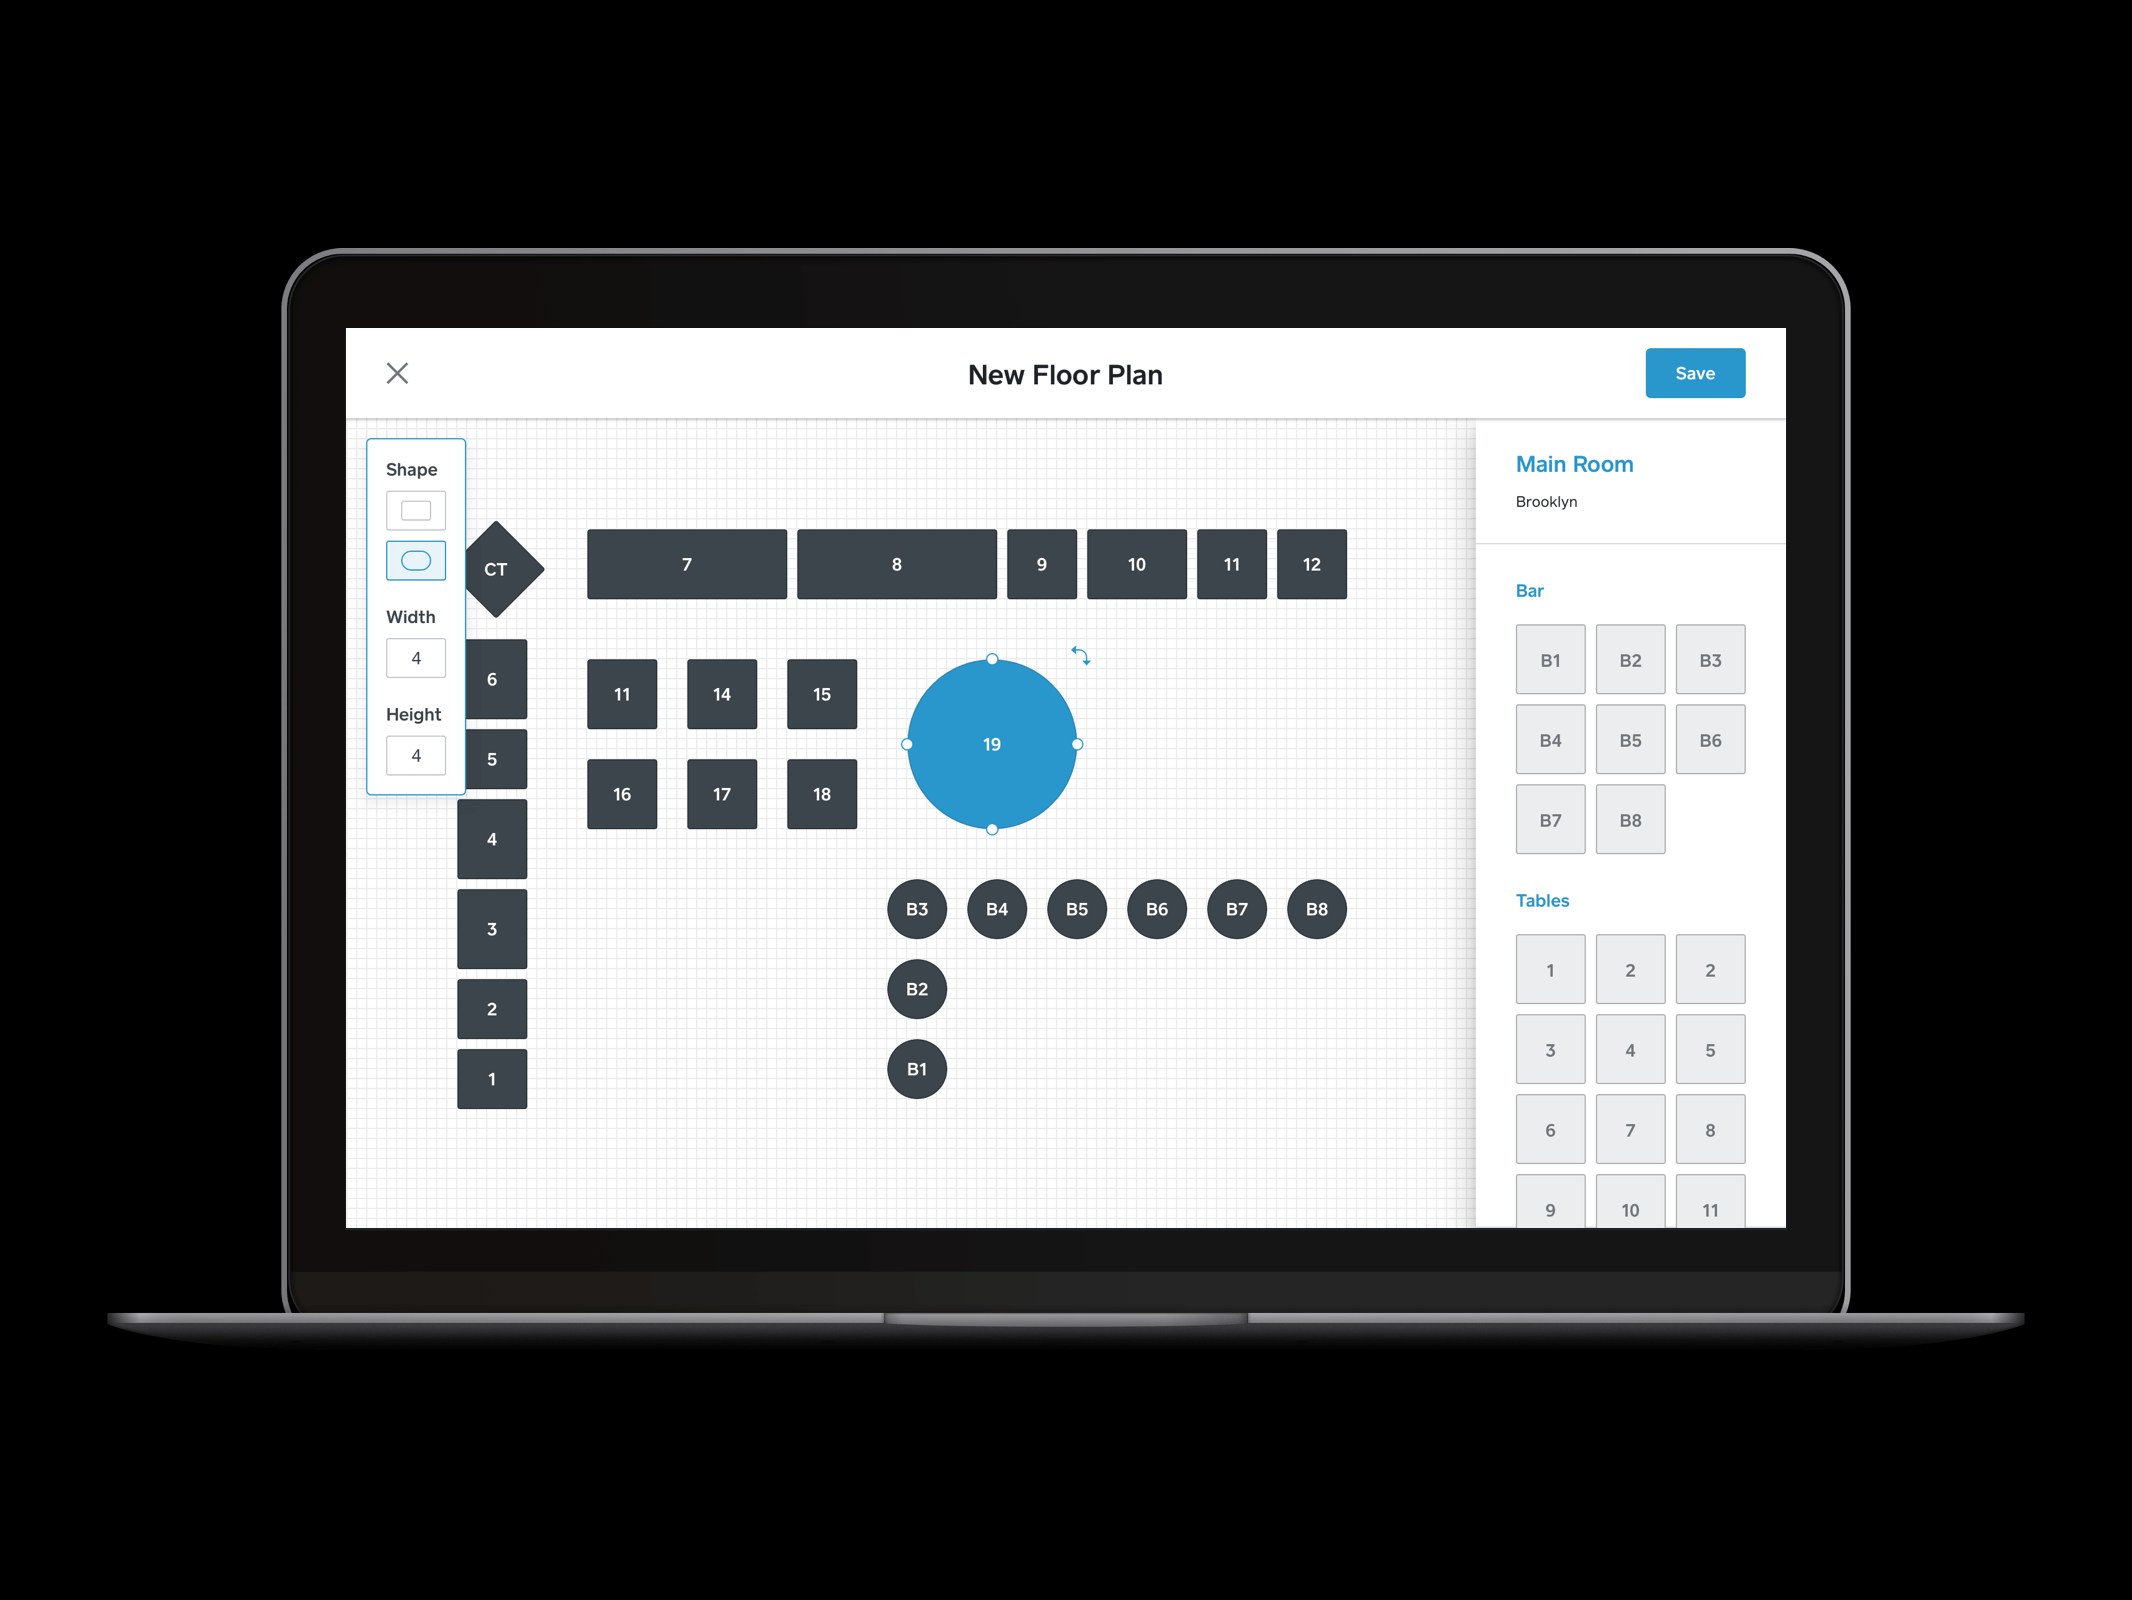 New Floor Plan
Save
Shape
Width
4
Height
4
CT
7
8
9
10
11
12
6
5
4
3
2
1
11
14
15
16
17
18
19
B3
B4
B5
B6
B7
B8
B2
B1
Main Room
Brooklyn
Bar
B1
B2
B3
B4
B5
B6
B7
B8
Tables
1
2
2
3
4
5
6
7
8
9
10
11